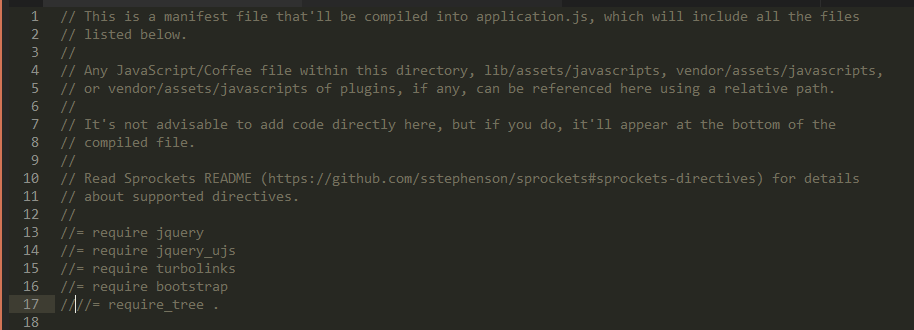 1 // This is a manifest file that'll be compiled into application.js, which will include all the files
2 // listed below.
3 //
4 // Any JavaScript/Coffee file within this directory, lib/assets/javascripts, vendor/assets/javascripts,
5 // or vendor/assets/javascripts of plugins, if any, can be referenced here using a relative path.
6 //
7 // It's not advisable to add code directly here, but if you do, it'll appear at the bottom of the
8 // compiled file.
9 //
10 // Read Sprockets README (https://github.com/sstephenson/sprockets#sprockets-directives) for details
11 // about supported directives.
12 //
13 //= require jquery
14 //= require jquery_ujs
15 //= require turbolinks
16 //= require bootstrap
17 ////= require_tree .
18